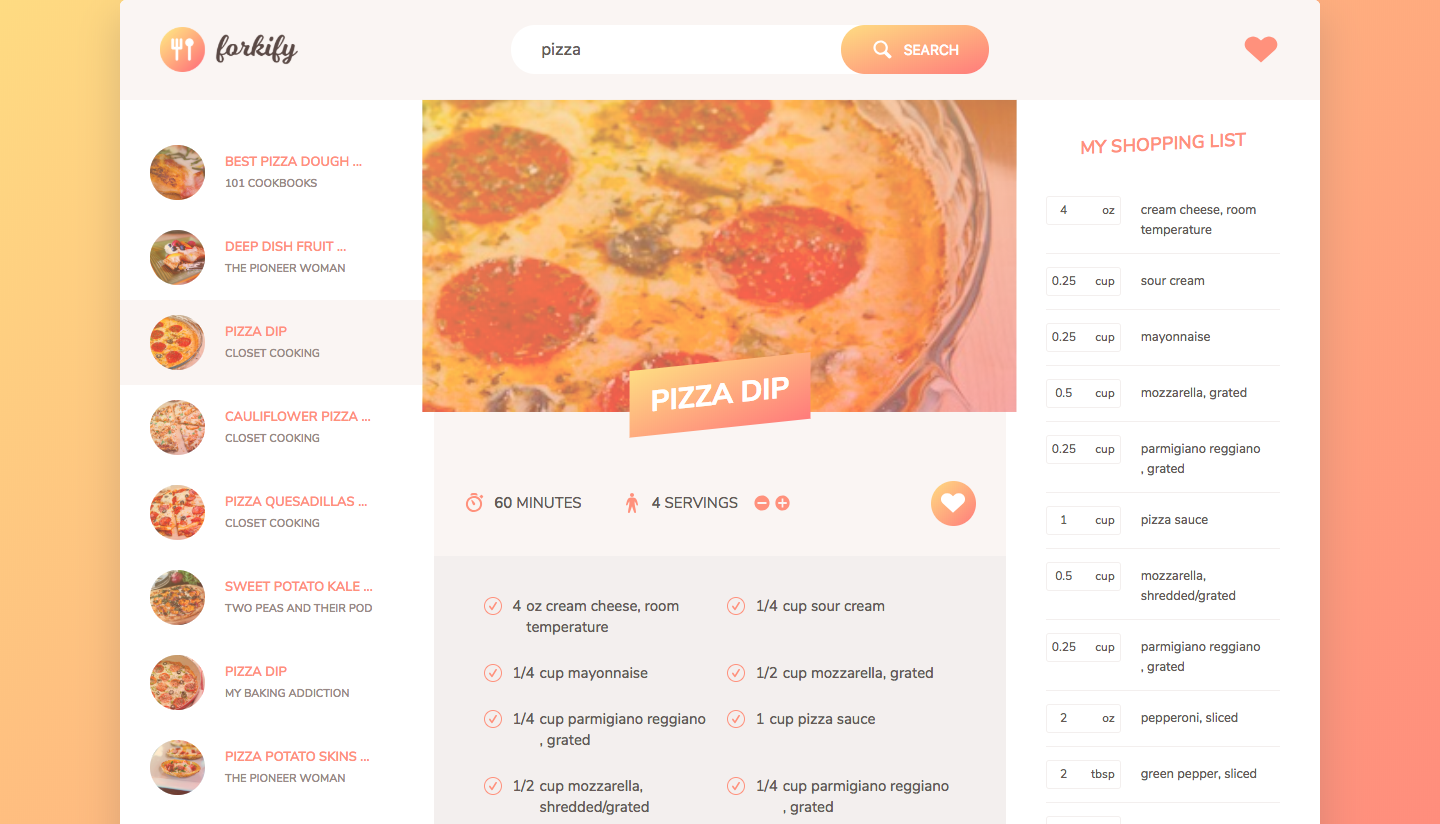 forkify
pizza
SEARCH
BEST PIZZA DOUGH ...
101 COOKBOOKS
DEEP DISH FRUIT ...
THE PIONEER WOMAN
PIZZA DIP
CLOSET COOKING
CAULIFLOWER PIZZA ...
CLOSET COOKING
PIZZA QUESADILLAS ...
CLOSET COOKING
SWEET POTATO KALE ...
TWO PEAS AND THEIR POD
PIZZA DIP
MY BAKING ADDICTION
PIZZA POTATO SKINS ...
THE PIONEER WOMAN
PIZZA DIP
60 MINUTES
4 SERVINGS
4 oz cream cheese, room
temperature
1/4 cup sour cream
1/4 cup mayonnaise
1/2 cup mozzarella, grated
1/4 cup parmigiano reggiano
, grated
1 cup pizza sauce
1/2 cup mozzarella,
shredded/grated
1/4 cup parmigiano reggiano
, grated
MY SHOPPING LIST
4 oz cream cheese, room
temperature
0.25 cup sour cream
0.25 cup mayonnaise
0.5 cup mozzarella, grated
0.25 cup parmigiano reggiano
, grated
1 cup pizza sauce
0.5 cup mozzarella,
shredded/grated
0.25 cup parmigiano reggiano
, grated
2 oz pepperoni, sliced
2 tbsp green pepper, sliced